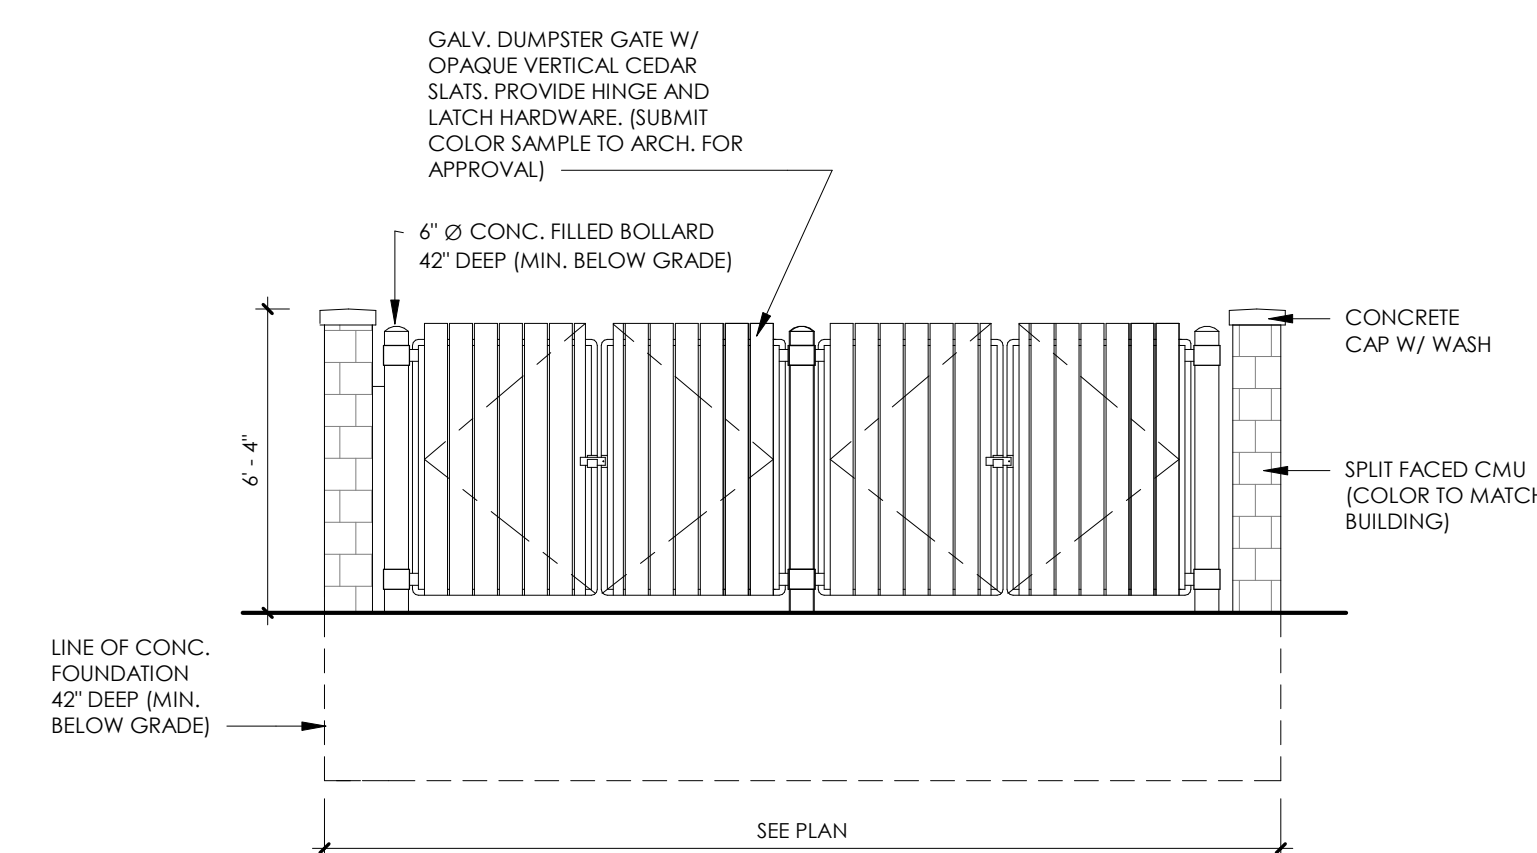 GALV. DUMPSTER GATE W/
OPAQUE VERTICAL CEDAR
SLATS. PROVIDE HINGE AND
LATCH HARDWARE. (SUBMIT
COLOR SAMPLE TO ARCH. FOR
APPROVAL)
6" Ø CONC. FILLED BOLLARD
42" DEEP (MIN. BELOW GRADE)
CONCRETE
CAP W/ WASH
6' - 4"
SPLIT FACED CMU
(COLOR TO MATCH
BUILDING)
LINE OF CONC.
FOUNDATION
42" DEEP (MIN.
BELOW GRADE)
SEE PLAN